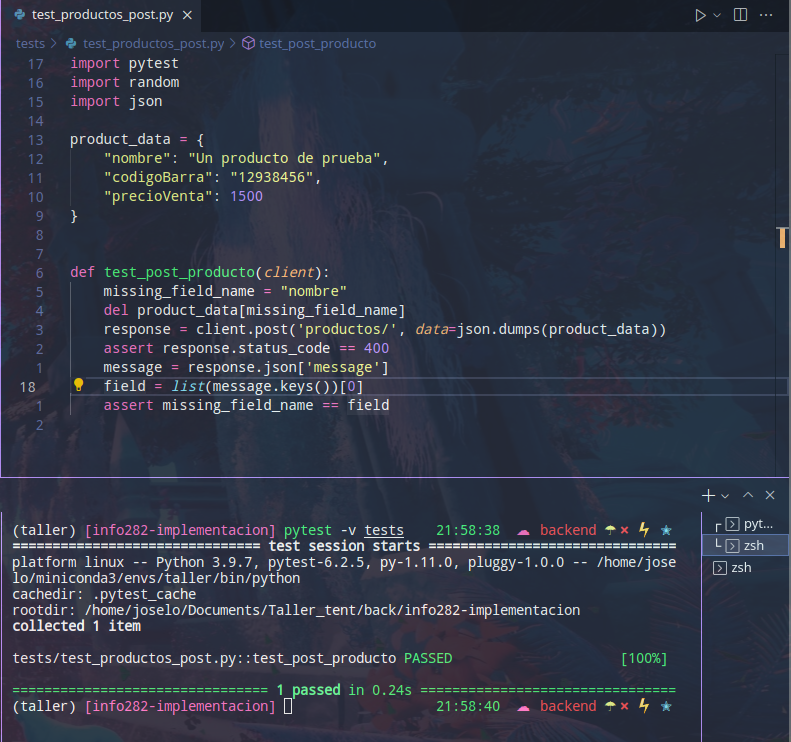 test_productos_post.py ×
tests > test_productos_post.py > test_post_producto
17 import pytest
16 import random
15 import json
14
13 product_data = {
12 "nombre": "Un producto de prueba",
11 "codigoBarra": "12938456",
10 "precioVenta": 1500
9 }
8
7
6 def test_post_producto(client):
5 missing_field_name = "nombre"
4 del product_data[missing_field_name]
3 response = client.post('productos/', data=json.dumps(product_data))
2 assert response.status_code == 400
1 message = response.json['message']
18 field = list(message.keys())[0]
1 assert missing_field_name == field
2
(taller) [info282-implementacion] pytest -v tests 21:58:38 ☁ backend ☂× ⚡ ★
============================== test session starts ===============================
platform linux -- Python 3.9.7, pytest-6.2.5, py-1.11.0, pluggy-1.0.0 -- /home/jose
lo/miniconda3/envs/taller/bin/python
cachedir: .pytest_cache
rootdir: /home/joselo/Documents/Taller_tent/back/info282-implementacion
collected 1 item
tests/test_productos_post.py::test_post_producto PASSED [100%]
=============================== 1 passed in 0.24s ================================
(taller) [info282-implementacion] 21:58:40 ☁ backend ☂× ⚡ ★
pyt...
zsh
zsh